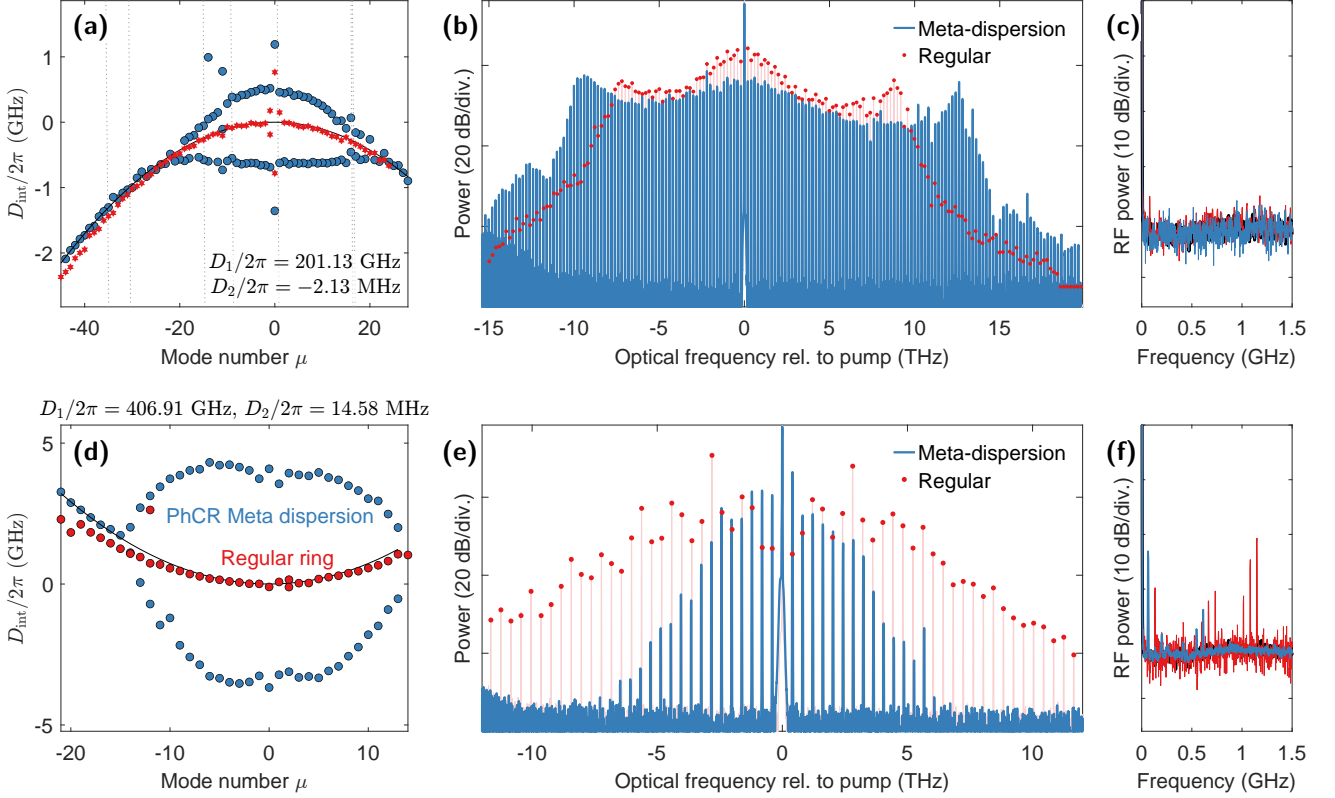 (a)
D_int/2π (GHz)
1
0
-1
-2
D₁/2π = 201.13 GHz
D₂/2π = −2.13 MHz
-40
-20
0
20
Mode number μ
(b)
Meta-dispersion
Regular
Power (20 dB/div.)
-15
-10
-5
0
5
10
15
Optical frequency rel. to pump (THz)
(c)
RF power (10 dB/div.)
0
0.5
1
1.5
Frequency (GHz)
D₁/2π = 406.91 GHz, D₂/2π = 14.58 MHz
(d)
D_int/2π (GHz)
5
0
-5
PhCR Meta dispersion
Regular ring
-20
-10
0
10
Mode number μ
(e)
Meta-dispersion
Regular
Power (20 dB/div.)
-10
-5
0
5
10
Optical frequency rel. to pump (THz)
(f)
RF power (10 dB/div.)
0
0.5
1
1.5
Frequency (GHz)